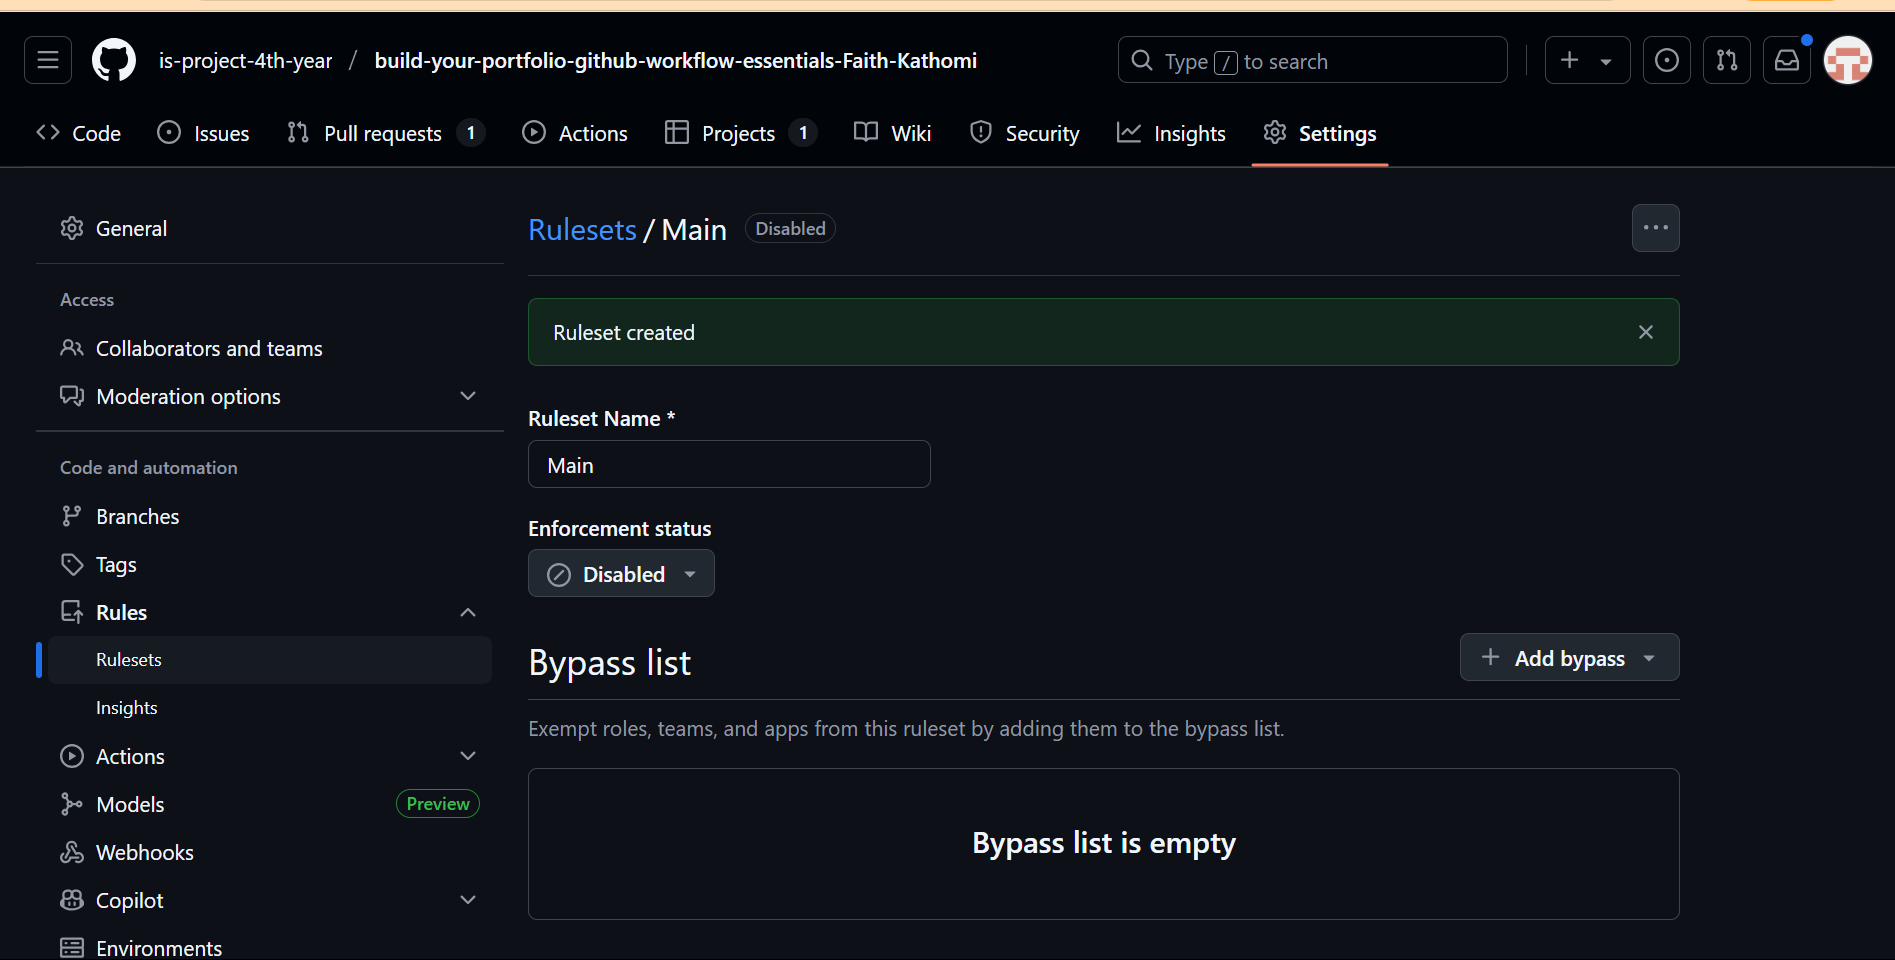 is-project-4th-year / build-your-portfolio-github-workflow-essentials-Faith-Kathomi
Type / to search
Code
Issues
Pull requests 1
Actions
Projects 1
Wiki
Security
Insights
Settings
General
Access
Collaborators and teams
Moderation options
Code and automation
Branches
Tags
Rules
Rulesets
Insights
Actions
Models Preview
Webhooks
Copilot
Environments
Rulesets / Main Disabled
Ruleset created
Ruleset Name *
Main
Enforcement status
Disabled
Bypass list
Add bypass
Exempt roles, teams, and apps from this ruleset by adding them to the bypass list.
Bypass list is empty